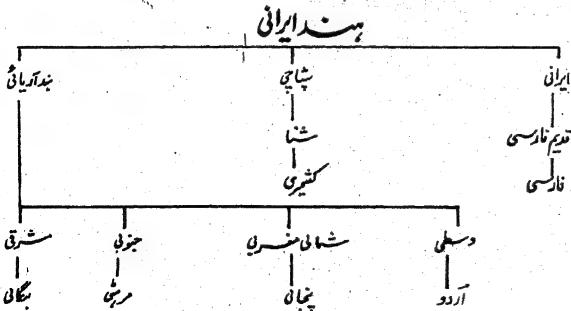 ہند ایرانی
ایرانی پشاچی ہند آریائی
قدیم فارسی شنا
فارسی کشمیری
وسطی شمالی مغربی جنوبی مشرقی
اُردو پنجابی مرہٹی بنگالی